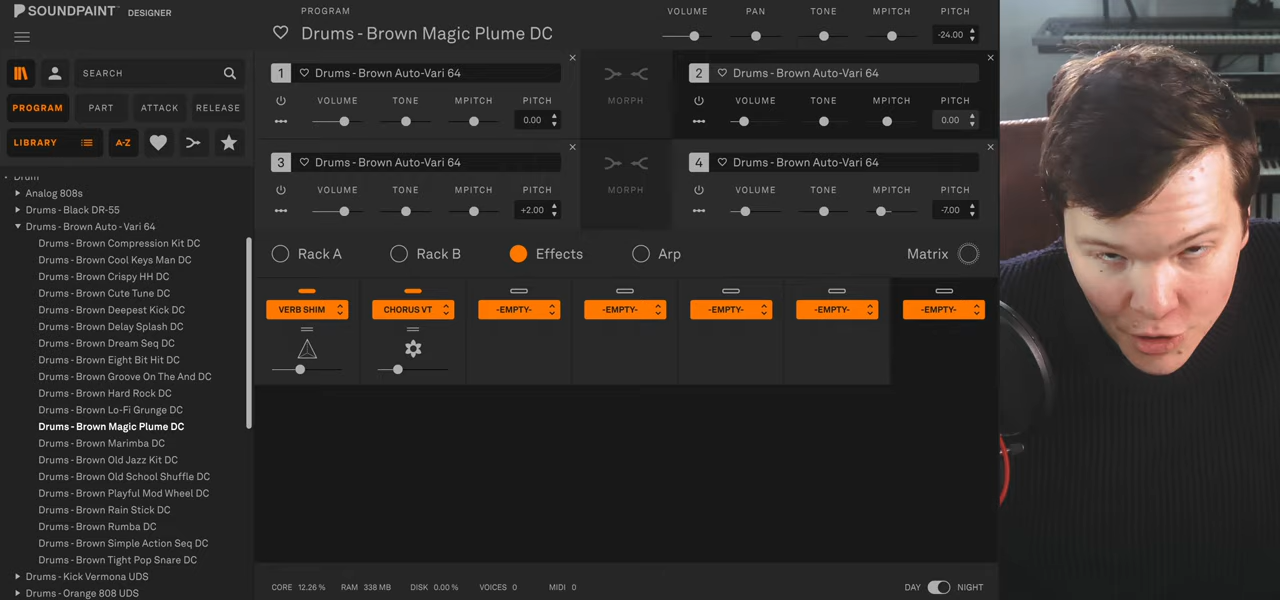 SOUNDPAINT DESIGNER
PROGRAM
Drums - Brown Magic Plume DC
VOLUME PAN TONE MPITCH PITCH
-24.00
SEARCH
PROGRAM PART ATTACK RELEASE
LIBRARY A-Z
Drum
Analog 808s
Drums - Black DR-55
Drums - Brown Auto - Vari 64
Drums - Brown Compression Kit DC
Drums - Brown Cool Keys Man DC
Drums - Brown Crispy HH DC
Drums - Brown Cute Tune DC
Drums - Brown Deepest Kick DC
Drums - Brown Delay Splash DC
Drums - Brown Dream Seq DC
Drums - Brown Eight Bit Hit DC
Drums - Brown Groove On The And DC
Drums - Brown Hard Rock DC
Drums - Brown Lo-Fi Grunge DC
Drums - Brown Magic Plume DC
Drums - Brown Marimba DC
Drums - Brown Old Jazz Kit DC
Drums - Brown Old School Shuffle DC
Drums - Brown Playful Mod Wheel DC
Drums - Brown Rain Stick DC
Drums - Brown Rumba DC
Drums - Brown Simple Action Seq DC
Drums - Brown Tight Pop Snare DC
Drums - Kick Vermona UDS
Drums - Orange 808 UDS
1 Drums - Brown Auto-Vari 64
VOLUME TONE MPITCH PITCH
0.00
MORPH
2 Drums - Brown Auto-Vari 64
VOLUME TONE MPITCH PITCH
0.00
3 Drums - Brown Auto-Vari 64
VOLUME TONE MPITCH PITCH
+2.00
MORPH
4 Drums - Brown Auto-Vari 64
VOLUME TONE MPITCH PITCH
-7.00
Rack A Rack B Effects Arp Matrix
VERB SHIM CHORUS VT -EMPTY- -EMPTY- -EMPTY- -EMPTY- -EMPTY-
CORE 12.26 % RAM 338 MB DISK 0.00 % VOICES 0 MIDI 0 DAY NIGHT